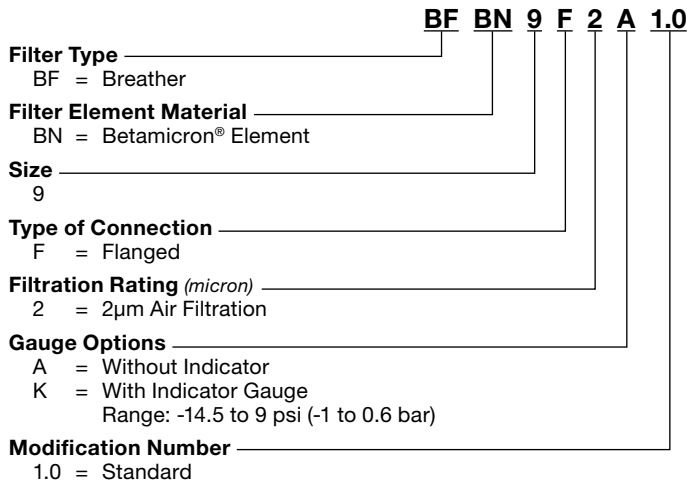 BF BN 9 F 2 A 1.0
Filter Type
BF = Breather
Filter Element Material
BN = Betamicron® Element
Size
9
Type of Connection
F = Flanged
Filtration Rating (micron)
2 = 2µm Air Filtration
Gauge Options
A = Without Indicator
K = With Indicator Gauge
Range: -14.5 to 9 psi (-1 to 0.6 bar)
Modification Number
1.0 = Standard